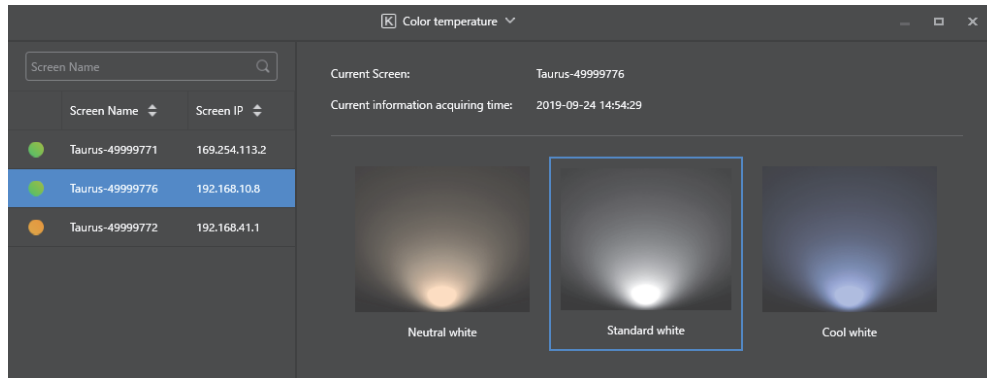 K Color temperature
Screen Name
Screen Name Screen IP
Taurus-49999771 169.254.113.2
Taurus-49999776 192.168.10.8
Taurus-49999772 192.168.41.1
Current Screen: Taurus-49999776
Current information acquiring time: 2019-09-24 14:54:29
Neutral white
Standard white
Cool white